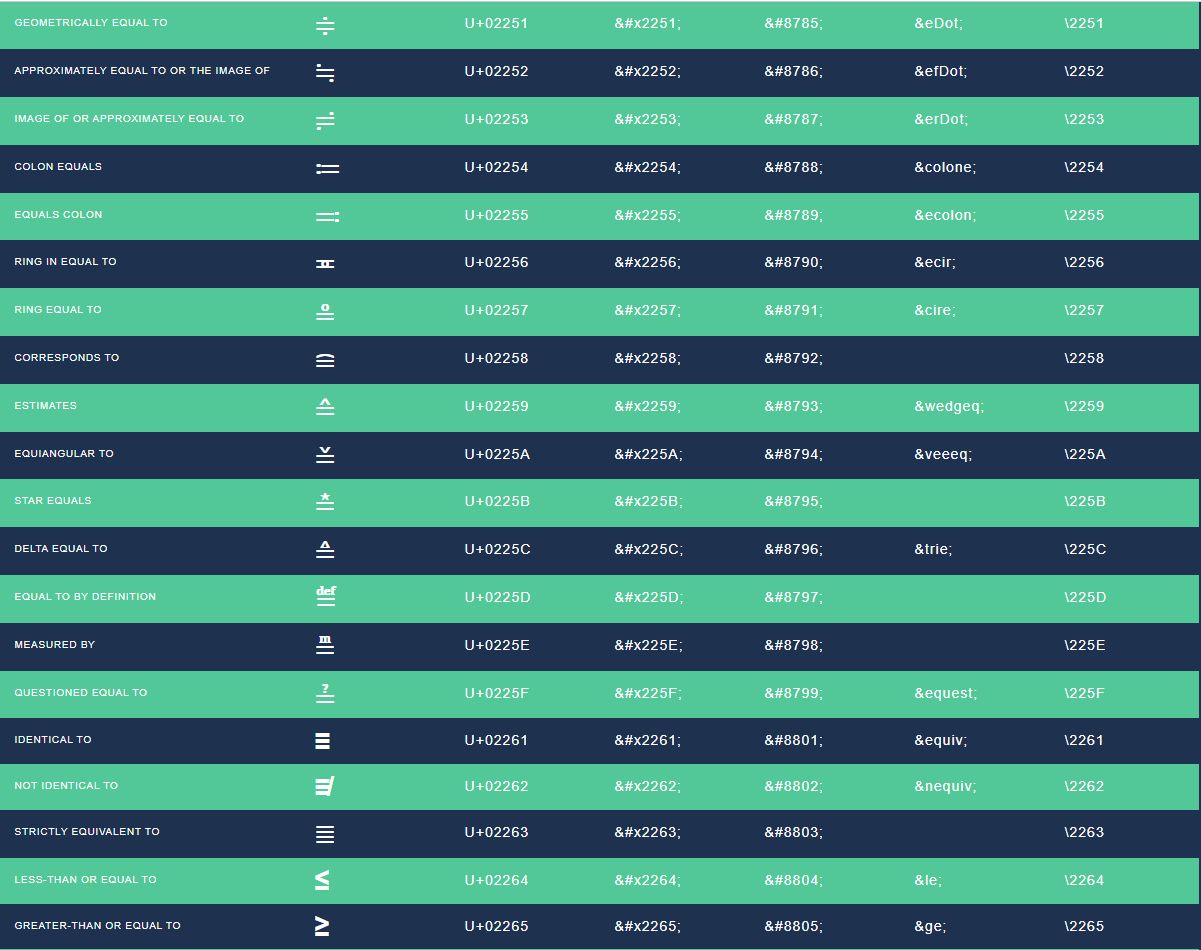 GEOMETRICALLY EQUAL TO ≑ U+02251 &#x2251; &#8785; &eDot; \2251
APPROXIMATELY EQUAL TO OR THE IMAGE OF ≒ U+02252 &#x2252; &#8786; &efDot; \2252
IMAGE OF OR APPROXIMATELY EQUAL TO ≓ U+02253 &#x2253; &#8787; &erDot; \2253
COLON EQUALS ≔ U+02254 &#x2254; &#8788; &colone; \2254
EQUALS COLON ≕ U+02255 &#x2255; &#8789; &ecolon; \2255
RING IN EQUAL TO ≖ U+02256 &#x2256; &#8790; &ecir; \2256
RING EQUAL TO ≗ U+02257 &#x2257; &#8791; &cire; \2257
CORRESPONDS TO ≘ U+02258 &#x2258; &#8792; \2258
ESTIMATES ≙ U+02259 &#x2259; &#8793; &wedgeq; \2259
EQUIANGULAR TO ≚ U+0225A &#x225A; &#8794; &veeeq; \225A
STAR EQUALS ≛ U+0225B &#x225B; &#8795; \225B
DELTA EQUAL TO ≜ U+0225C &#x225C; &#8796; &trie; \225C
EQUAL TO BY DEFINITION ≝ U+0225D &#x225D; &#8797; \225D
MEASURED BY ≞ U+0225E &#x225E; &#8798; \225E
QUESTIONED EQUAL TO ≟ U+0225F &#x225F; &#8799; &equest; \225F
IDENTICAL TO ≡ U+02261 &#x2261; &#8801; &equiv; \2261
NOT IDENTICAL TO ≢ U+02262 &#x2262; &#8802; &nequiv; \2262
STRICTLY EQUIVALENT TO ≣ U+02263 &#x2263; &#8803; \2263
LESS-THAN OR EQUAL TO ≤ U+02264 &#x2264; &#8804; &le; \2264
GREATER-THAN OR EQUAL TO ≥ U+02265 &#x2265; &#8805; &ge; \2265